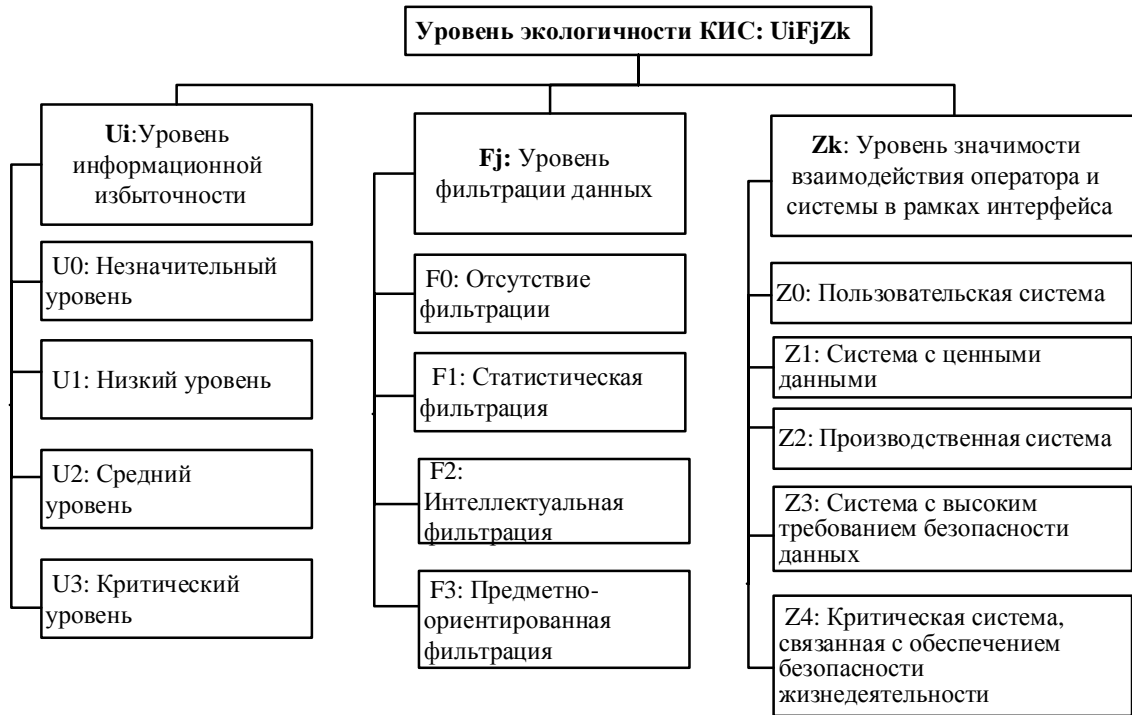 Уровень экологичности КИС: UiFjZk
Ui:Уровень
информационной
избыточности
U0: Незначительный
уровень
U1: Низкий уровень
U2: Средний
уровень
U3: Критический
уровень
Fj: Уровень
фильтрации данных
F0: Отсутствие
фильтрации
F1: Статистическая
фильтрация
F2:
Интеллектуальная
фильтрация
F3: Предметно-
ориентированная
фильтрация
Zk: Уровень значимости
взаимодействия оператора и
системы в рамках интерфейса
Z0: Пользовательская система
Z1: Система с ценными
данными
Z2: Производственная система
Z3: Система с высоким
требованием безопасности
данных
Z4: Критическая система,
связанная с обеспечением
безопасности
жизнедеятельности